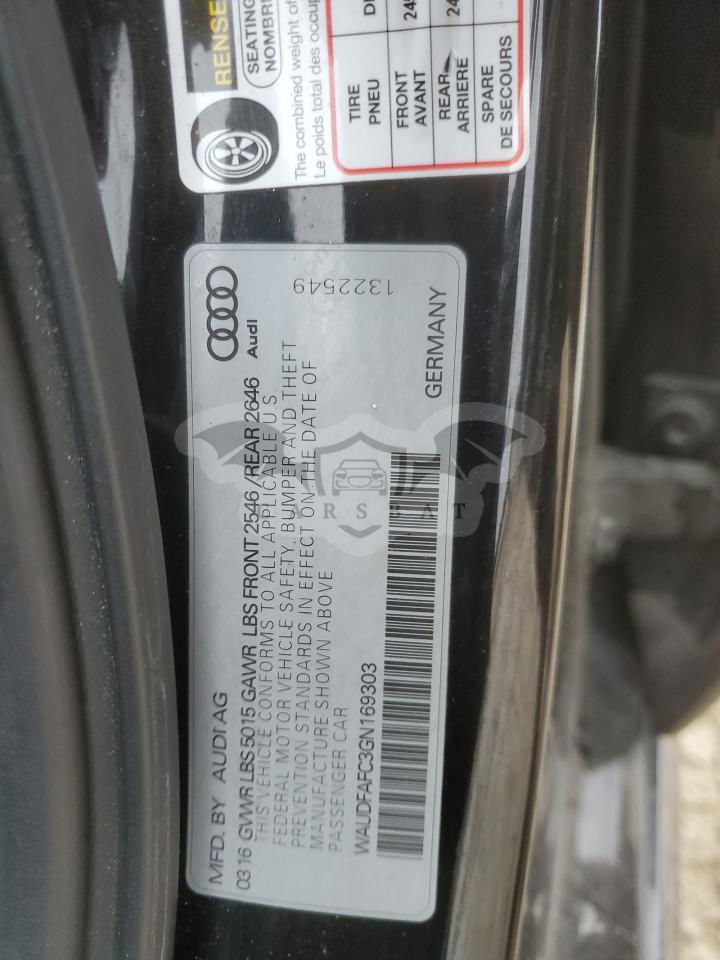 MFD. BY AUDI AG
03 16 GVWR LBS 5015 GAWR LBS FRONT 2546 /REAR 2646
THIS VEHICLE CONFORMS TO ALL APPLICABLE U.S.
FEDERAL MOTOR VEHICLE SAFETY, BUMPER AND THEFT
PREVENTION STANDARDS IN EFFECT ON THE DATE OF
MANUFACTURE SHOWN ABOVE
PASSENGER CAR
WAUDFAFC3GN169303
GERMANY
Audi
1322549
CARSBAT
RENSE
SEATING
NOMBRE
The combined weight of
Le poids total des occup
TIRE
PNEU
FRONT
AVANT
REAR
ARRIERE
SPARE
DE SECOURS